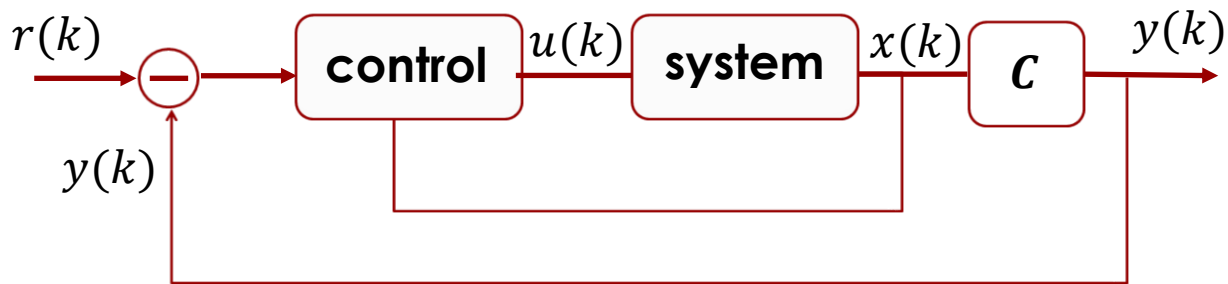 r(k)
−
control
u(k)
system
x(k)
C
y(k)
y(k)